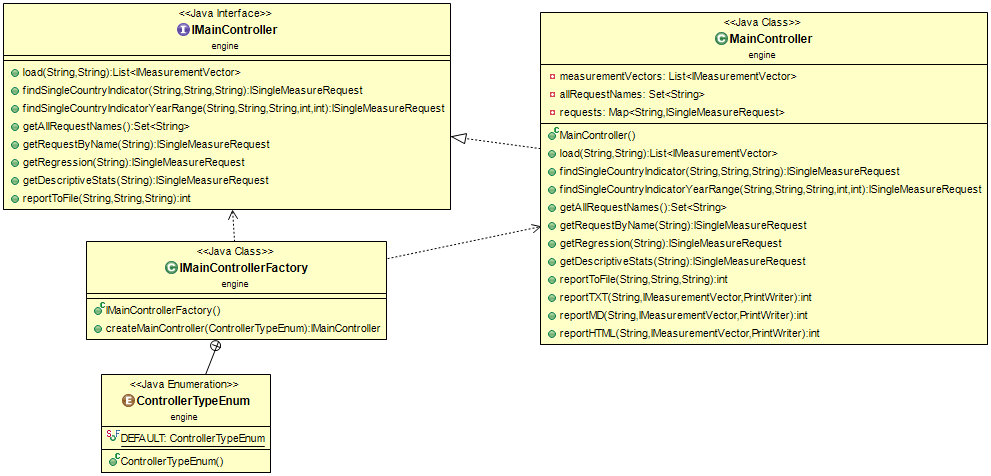 <<Java Interface>>
I IMainController
engine
load(String,String):List<IMeasurementVector>
findSingleCountryIndicator(String,String,String):ISingleMeasureRequest
findSingleCountryIndicatorYearRange(String,String,String,int,int):ISingleMeasureRequest
getAllRequestNames():Set<String>
getRequestByName(String):ISingleMeasureRequest
getRegression(String):ISingleMeasureRequest
getDescriptiveStats(String):ISingleMeasureRequest
reportToFile(String,String,String):int
<<Java Class>>
C MainController
engine
measurementVectors: List<IMeasurementVector>
allRequestNames: Set<String>
requests: Map<String,ISingleMeasureRequest>
C MainController()
load(String,String):List<IMeasurementVector>
findSingleCountryIndicator(String,String,String):ISingleMeasureRequest
findSingleCountryIndicatorYearRange(String,String,String,int,int):ISingleMeasureRequest
getAllRequestNames():Set<String>
getRequestByName(String):ISingleMeasureRequest
getRegression(String):ISingleMeasureRequest
getDescriptiveStats(String):ISingleMeasureRequest
reportToFile(String,String,String):int
reportTXT(String,IMeasurementVector,PrintWriter):int
reportMD(String,IMeasurementVector,PrintWriter):int
reportHTML(String,IMeasurementVector,PrintWriter):int
<<Java Class>>
C IMainControllerFactory
engine
C IMainControllerFactory()
createMainController(ControllerTypeEnum):IMainController
<<Java Enumeration>>
E ControllerTypeEnum
engine
S F DEFAULT: ControllerTypeEnum
C ControllerTypeEnum()